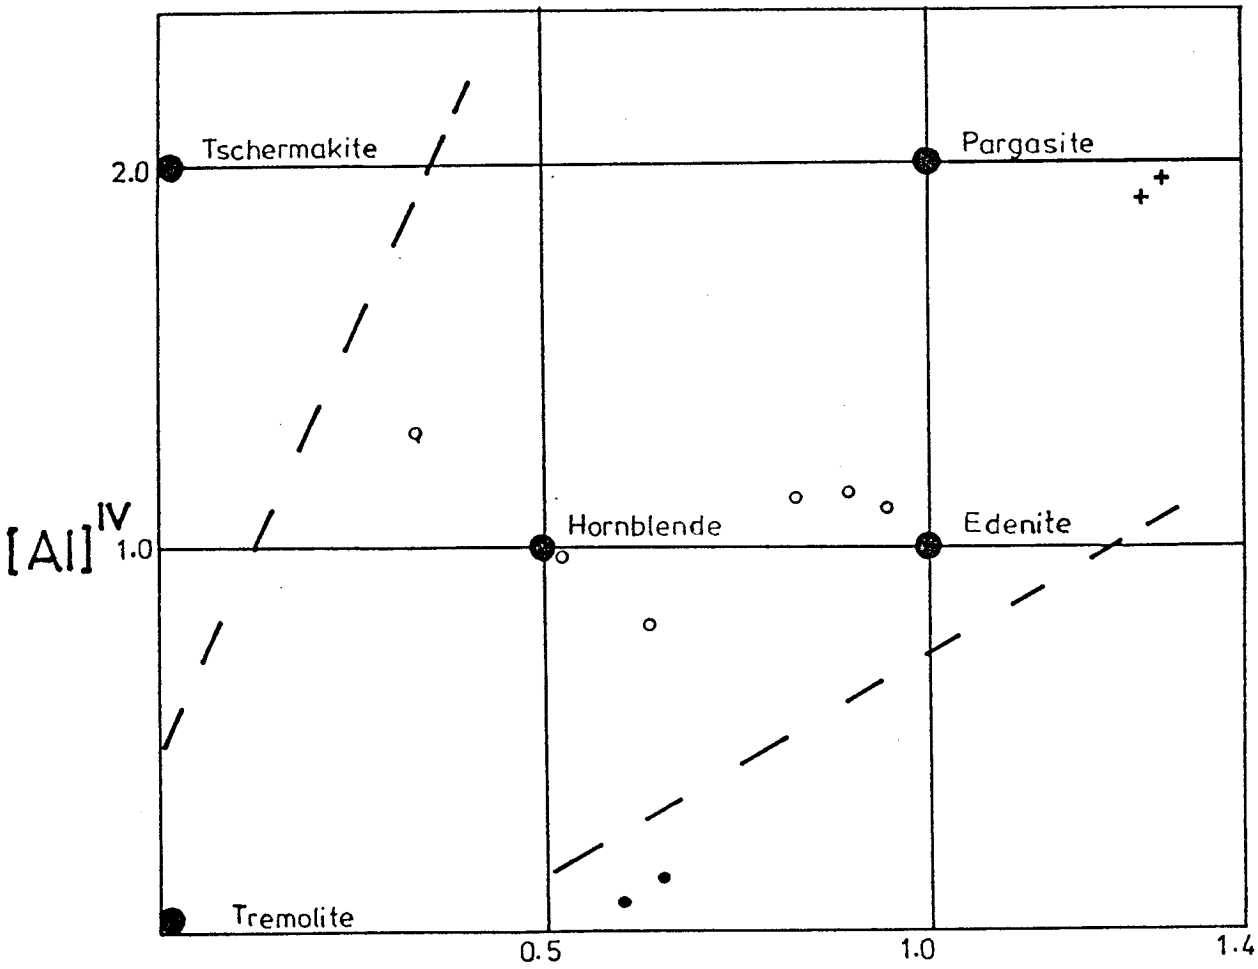 Tschermakite
Pargasite
2.0
[Al]IV
Hornblende
Edenite
1.0
Tremolite
0.5
1.0
1.4